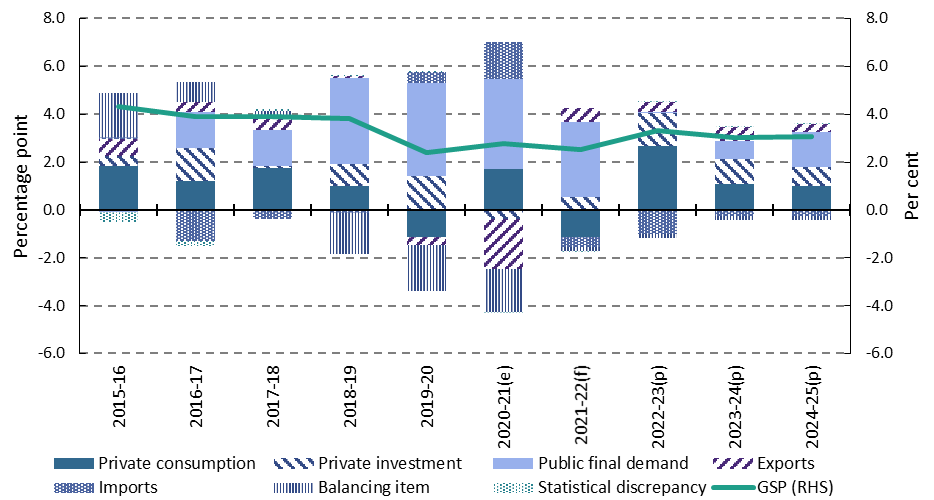 8.0 8.0
6.0 6.0
4.0 4.0
2.0 2.0
0.0 0.0
-2.0 -2.0
-4.0 -4.0
-6.0 -6.0
Percentage point
Per cent
2015-16
2016-17
2017-18
2018-19
2019-20
2020-21(e)
2021-22(f)
2022-23(p)
2023-24(p)
2024-25(p)
Private consumption Private investment Public final demand Exports
Imports Balancing item Statistical discrepancy GSP (RHS)